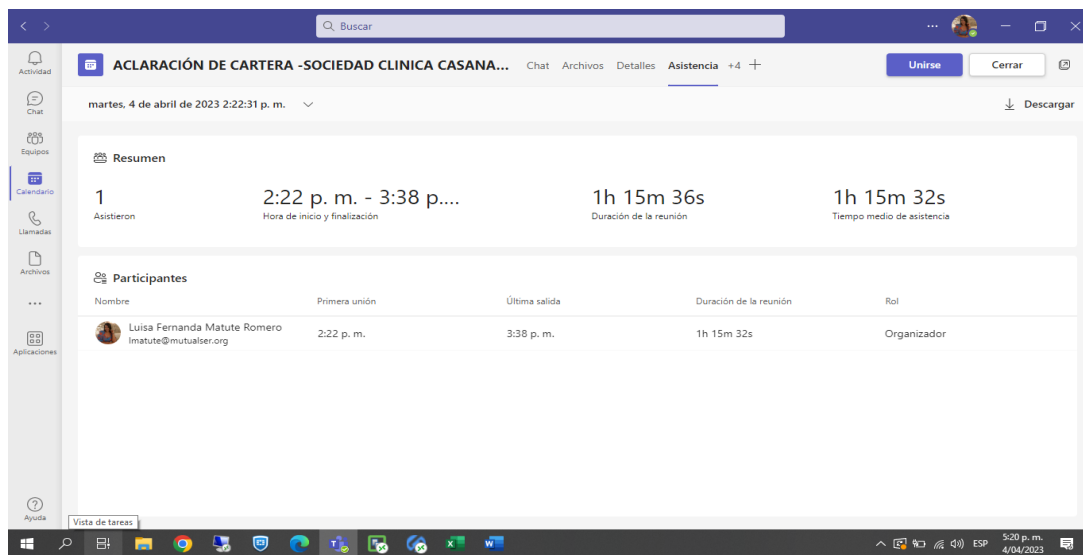 Buscar
Actividad
ACLARACIÓN DE CARTERA -SOCIEDAD CLINICA CASANA... Chat Archivos Detalles Asistencia +4 Unirse Cerrar
Chat
martes, 4 de abril de 2023 2:22:31 p. m. Descargar
Equipos
Resumen
Calendario
1 2:22 p. m. - 3:38 p.... 1h 15m 36s 1h 15m 32s
Asistieron Hora de inicio y finalización Duración de la reunión Tiempo medio de asistencia
Llamadas
Archivos
Participantes
Nombre Primera unión Última salida Duración de la reunión Rol
Luisa Fernanda Matute Romero 2:22 p. m. 3:38 p. m. 1h 15m 32s Organizador
lmatute@mutualser.org
Aplicaciones
Ayuda
Vista de tareas
ESP 5:20 p. m.
4/04/2023